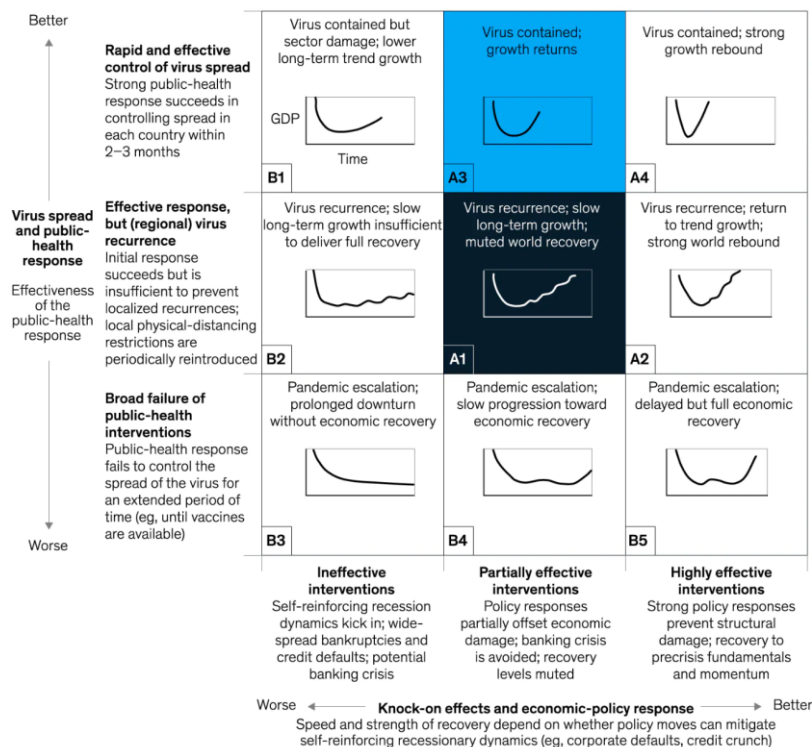 Better
Rapid and effective
control of virus spread
Strong public-health
response succeeds in
controlling spread in
each country within
2–3 months
Virus contained but
sector damage; lower
long-term trend growth
GDP
Time
B1
Virus contained;
growth returns
A3
Virus contained; strong
growth rebound
A4
Virus spread
and public-
health
response
Effectiveness
of the
public-health
response
Effective response,
but (regional) virus
recurrence
Initial response
succeeds but is
insufficient to prevent
localized recurrences;
local physical-distancing
restrictions are
periodically reintroduced
Virus recurrence; slow
long-term growth insufficient
to deliver full recovery
B2
Virus recurrence; slow
long-term growth;
muted world recovery
A1
Virus recurrence; return
to trend growth;
strong world rebound
A2
Broad failure of
public-health
interventions
Public-health response
fails to control the
spread of the virus for
an extended period of
time (eg, until vaccines
are available)
Worse
Pandemic escalation;
prolonged downturn
without economic recovery
B3
Pandemic escalation;
slow progression toward
economic recovery
B4
Pandemic escalation;
delayed but full economic
recovery
B5
Ineffective
interventions
Self-reinforcing recession
dynamics kick in; wide-
spread bankruptcies and
credit defaults; potential
banking crisis
Partially effective
interventions
Policy responses
partially offset economic
damage; banking crisis
is avoided; recovery
levels muted
Highly effective
interventions
Strong policy responses
prevent structural
damage; recovery to
precrisis fundamentals
and momentum
Worse
Knock-on effects and economic-policy response
Better
Speed and strength of recovery depend on whether policy moves can mitigate
self-reinforcing recessionary dynamics (eg, corporate defaults, credit crunch)